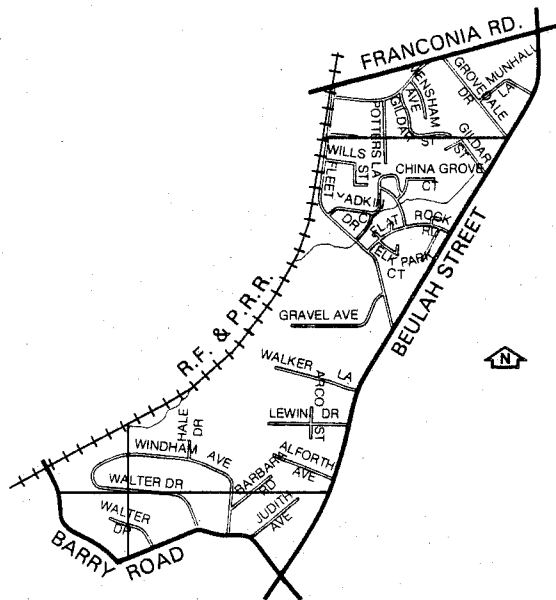 FRANCONIA RD.
MUNHALL LA
GROVEDALE DR
WENSHAM AVE
GILDAR ST
POTTERS LA
GILDAR ST
WILLS ST
FLEET DR
CHINA GROVE CT
ADKIN
FLAT ROCK RD
ELK PARK CT
BEULAH STREET
N
GRAVEL AVE
R.F. & P.R.R.
WALKER LA
ARCO ST
LEWIN DR
HALE DR
WINDHAM AVE
ALFORTH AVE
WALTER DR
BARBARA RD
JUDITH AVE
WALTER DR
BARRY ROAD